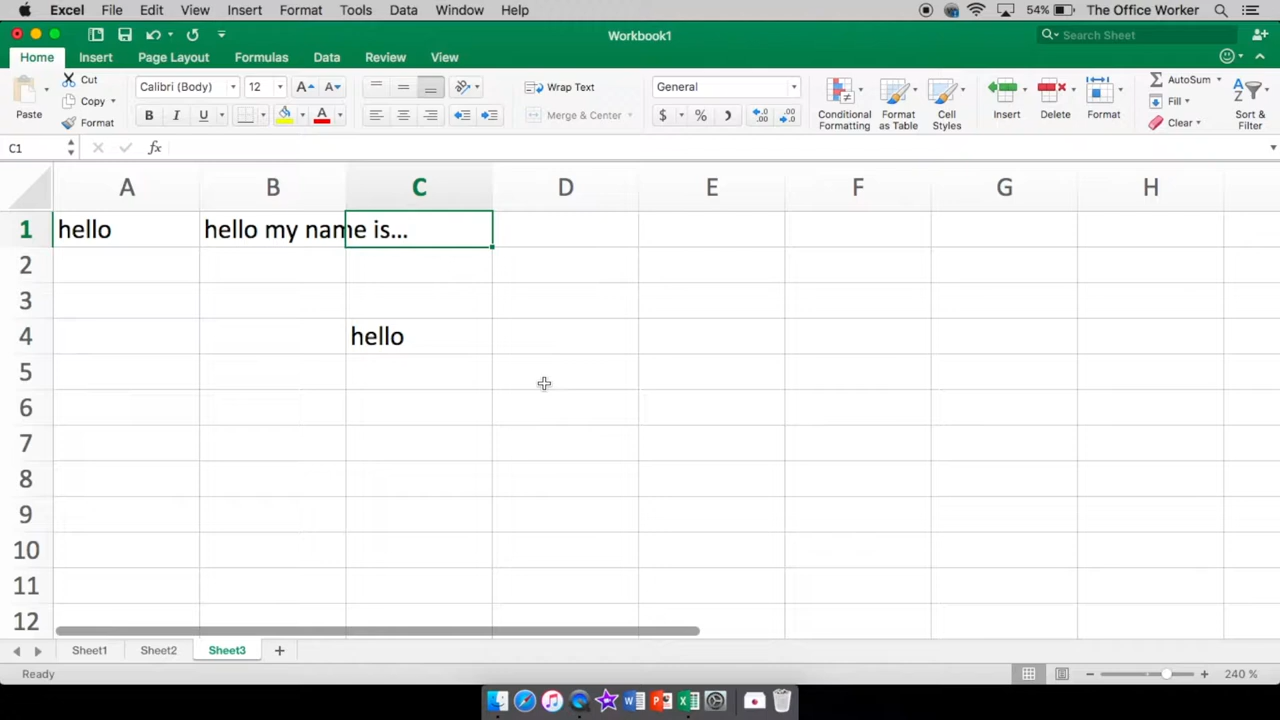 Excel File Edit View Insert Format Tools Data Window Help 54% The Office Worker
Workbook1 Search Sheet
Home Insert Page Layout Formulas Data Review View
Paste Cut Copy Format
Calibri (Body) 12 A A
B I U A
Wrap Text
Merge & Center
General
$ %
Conditional Formatting
Format as Table
Cell Styles
Insert Delete Format
AutoSum
Fill
Clear
Sort & Filter
C1 fx
A B C D E F G H
1 hello hello my name is...
2
3
4 hello
5
6
7
8
9
10
11
12
Sheet1 Sheet2 Sheet3 +
Ready 240 %